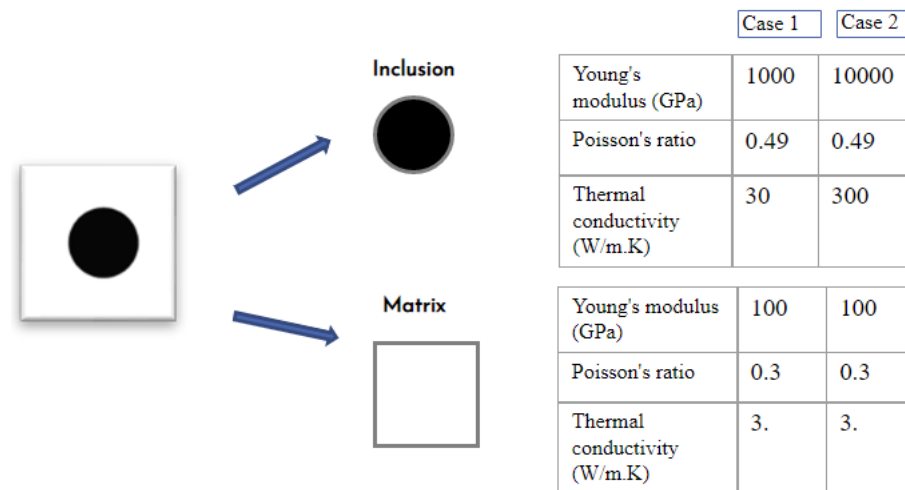 Case 1 Case 2
Inclusion
Young's 1000 10000
modulus (GPa)
Poisson's ratio 0.49 0.49
Thermal 30 300
conductivity
(W/m.K)
Matrix
Young's modulus 100 100
(GPa)
Poisson's ratio 0.3 0.3
Thermal 3. 3.
conductivity
(W/m.K)